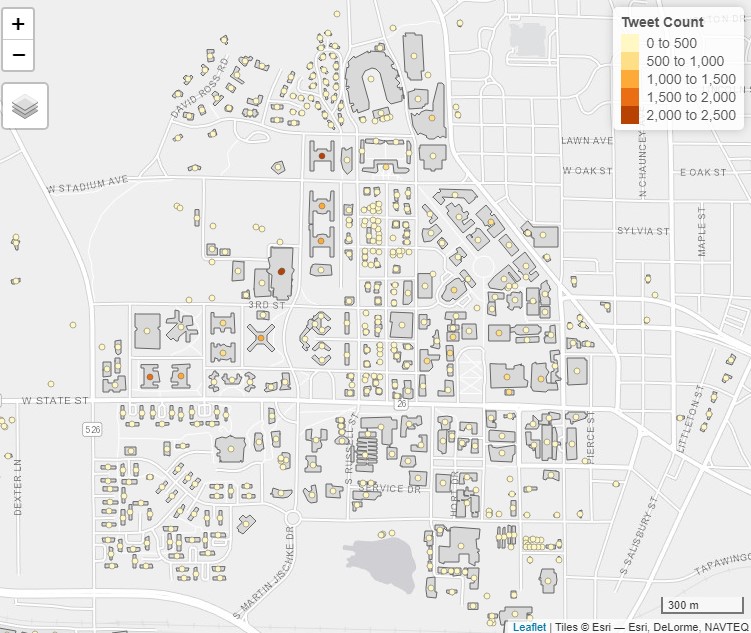 +
−
Tweet Count
0 to 500
500 to 1,000
1,000 to 1,500
1,500 to 2,000
2,000 to 2,500
DAVID ROSS RD
LAWN AVE
W OAK ST
E OAK ST
N CHAUNCEY
W STADIUM AVE
SYLVIA ST
MAPLE ST
3RD ST
W STATE ST
26
526
LITTLETON ST
PIERCE ST
S RUSSELL ST
DEXTER LN
SERVICE DR
S SALISBURY ST
S MARTIN JISCHKE DR
TAPAWING
300 m
Leaflet | Tiles © Esri — Esri, DeLorme, NAVTEQ